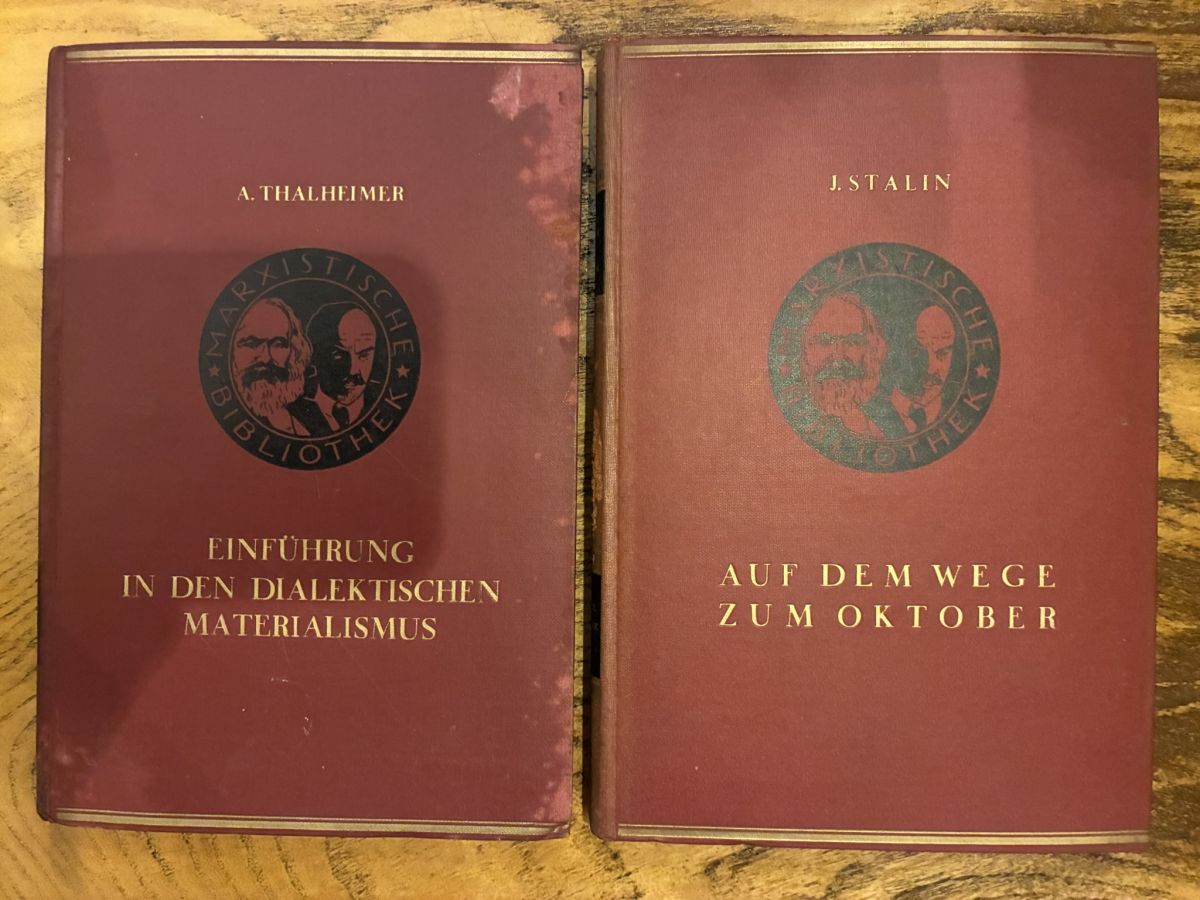 A. THALHEIMER
MARXISTISCHE
★ BIBLIOTHEK ★
EINFÜHRUNG
IN DEN DIALEKTISCHEN
MATERIALISMUS
J. STALIN
MARXISTISCHE
★ BIBLIOTHEK ★
AUF DEM WEGE
ZUM OKTOBER